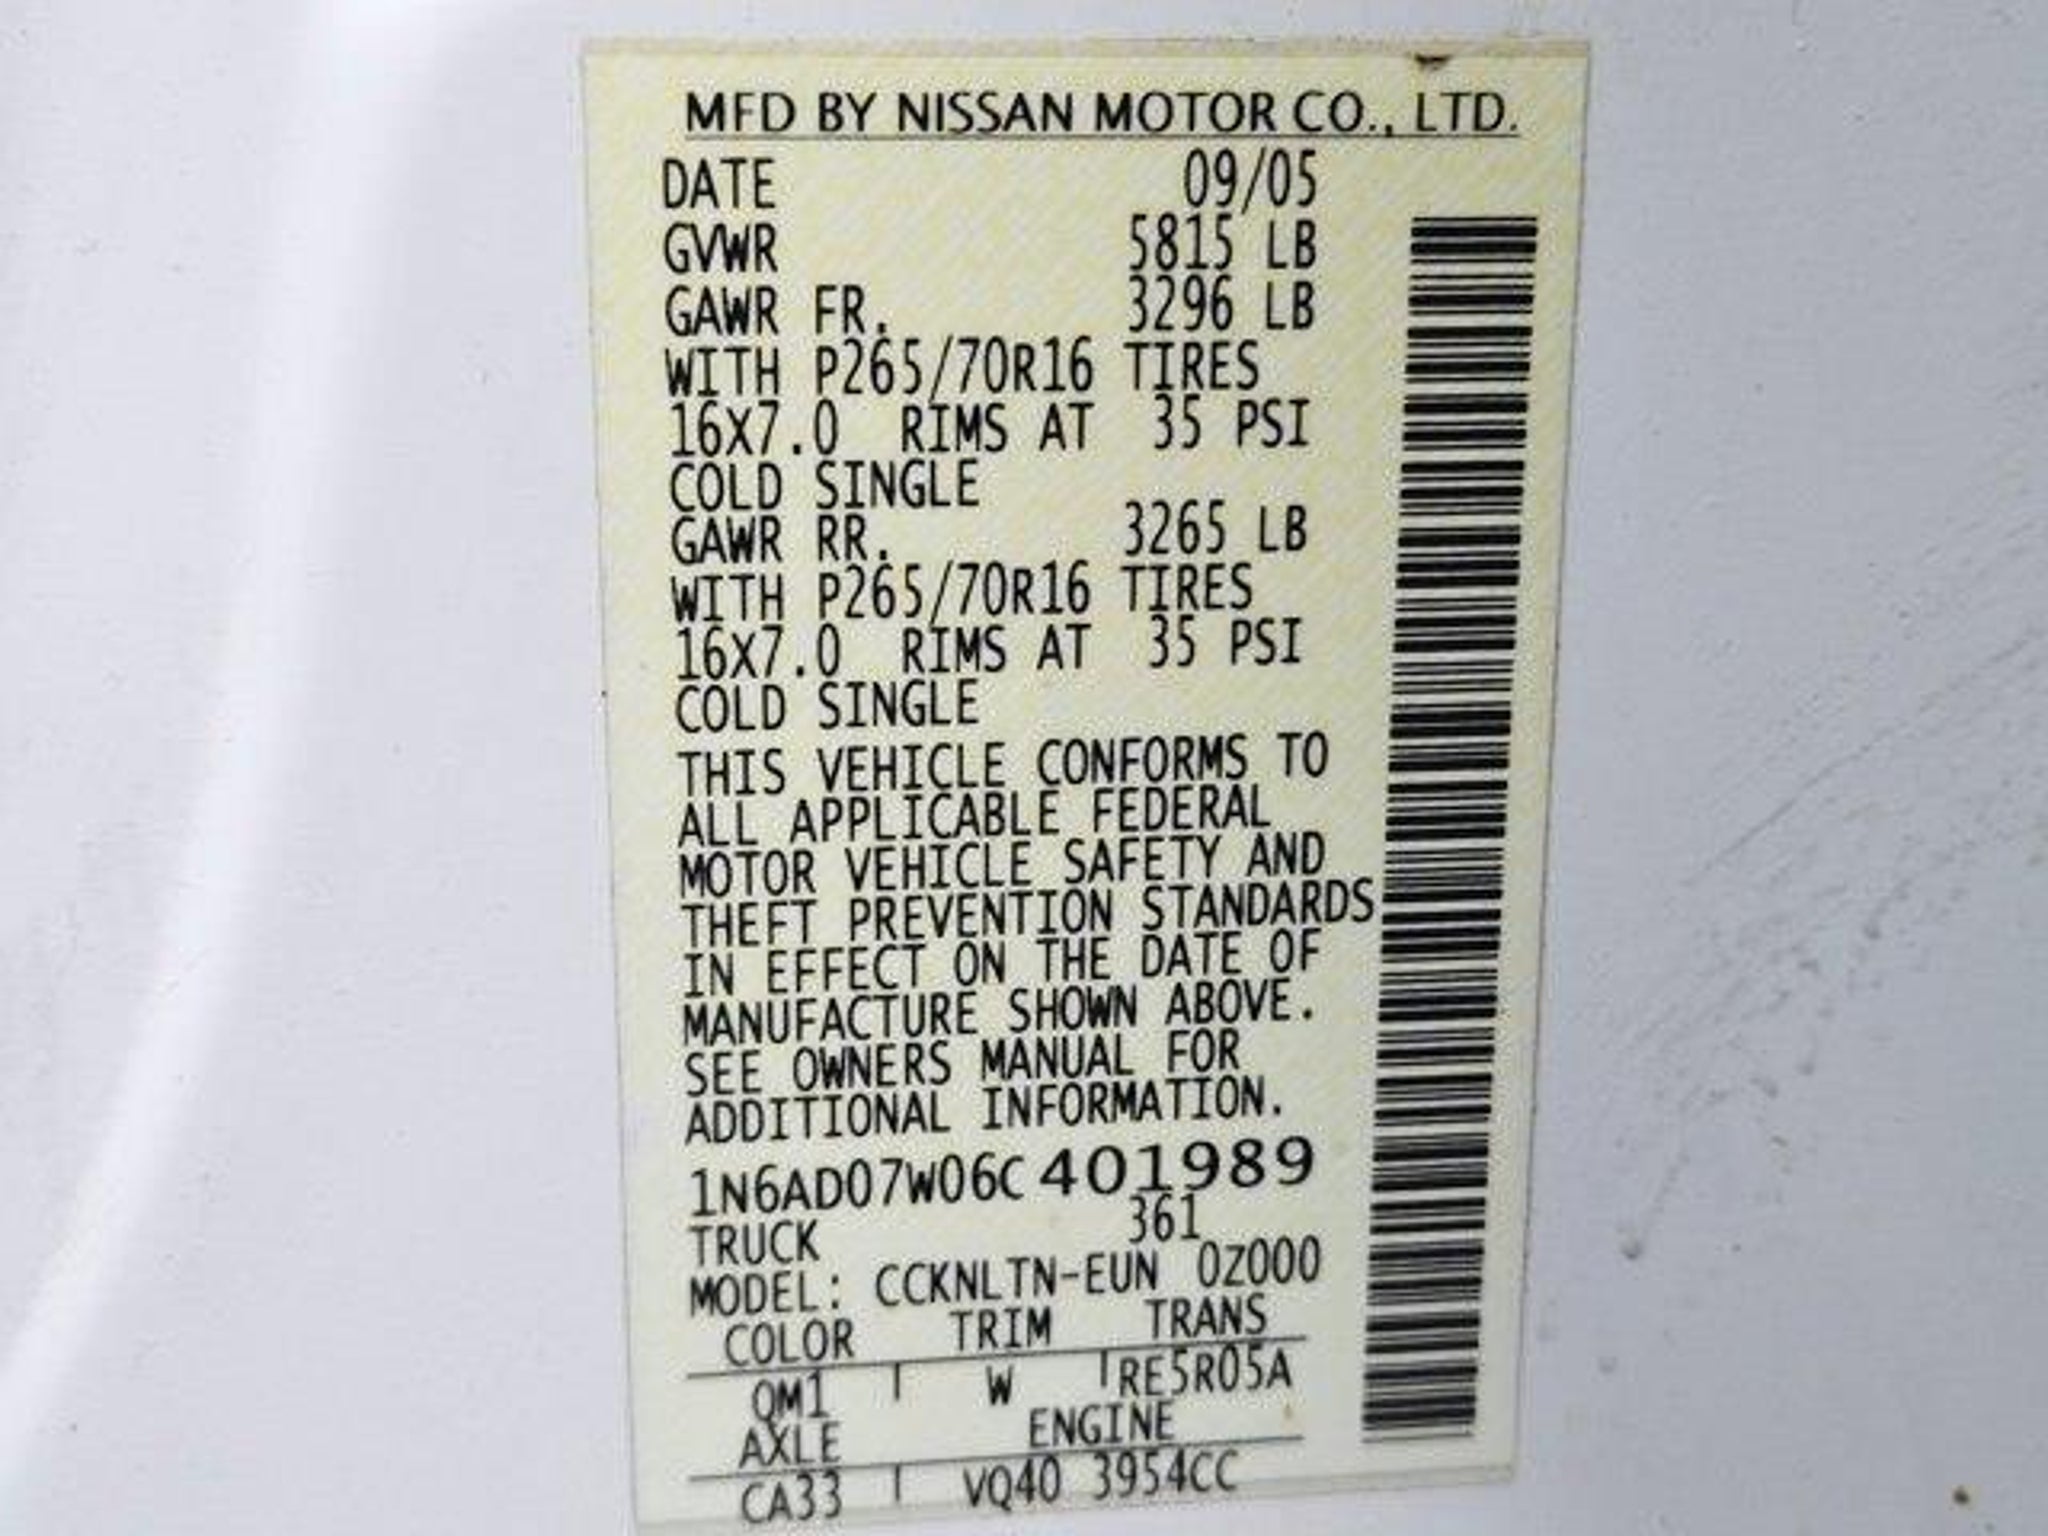 MFD BY NISSAN MOTOR CO., LTD.
DATE 09/05
GVWR 5815 LB
GAWR FR. 3296 LB
WITH P265/70R16 TIRES
16X7.0 RIMS AT 35 PSI
COLD SINGLE
GAWR RR. 3265 LB
WITH P265/70R16 TIRES
16X7.0 RIMS AT 35 PSI
COLD SINGLE
THIS VEHICLE CONFORMS TO
ALL APPLICABLE FEDERAL
MOTOR VEHICLE SAFETY AND
THEFT PREVENTION STANDARDS
IN EFFECT ON THE DATE OF
MANUFACTURE SHOWN ABOVE.
SEE OWNERS MANUAL FOR
ADDITIONAL INFORMATION.
1N6AD07W06C401989
TRUCK 361
MODEL: CCKNLTN-EUN 0Z000
COLOR TRIM TRANS
QM1 W RE5R05A
AXLE ENGINE
CA33 VQ40 3954CC